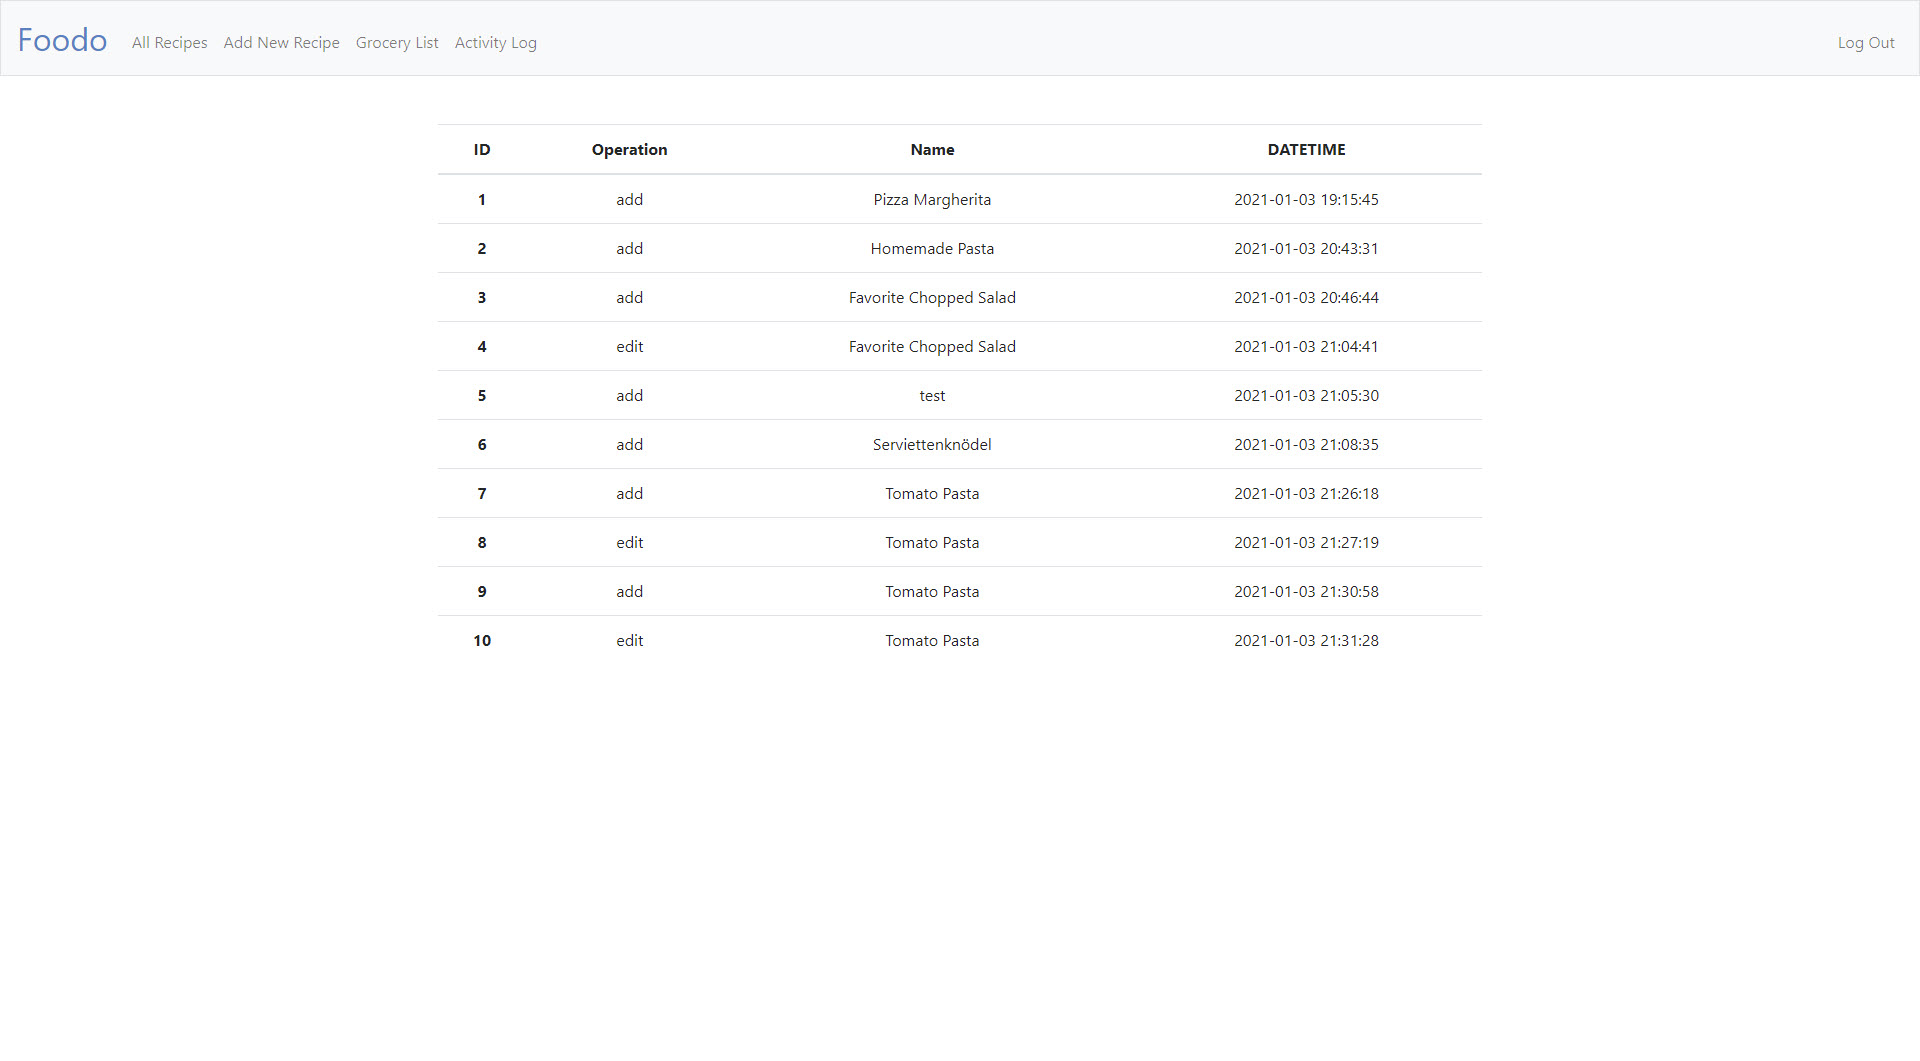 Foodo All Recipes Add New Recipe Grocery List Activity Log Log Out
ID Operation Name DATETIME
1 add Pizza Margherita 2021-01-03 19:15:45
2 add Homemade Pasta 2021-01-03 20:43:31
3 add Favorite Chopped Salad 2021-01-03 20:46:44
4 edit Favorite Chopped Salad 2021-01-03 21:04:41
5 add test 2021-01-03 21:05:30
6 add Serviettenknödel 2021-01-03 21:08:35
7 add Tomato Pasta 2021-01-03 21:26:18
8 edit Tomato Pasta 2021-01-03 21:27:19
9 add Tomato Pasta 2021-01-03 21:30:58
10 edit Tomato Pasta 2021-01-03 21:31:28